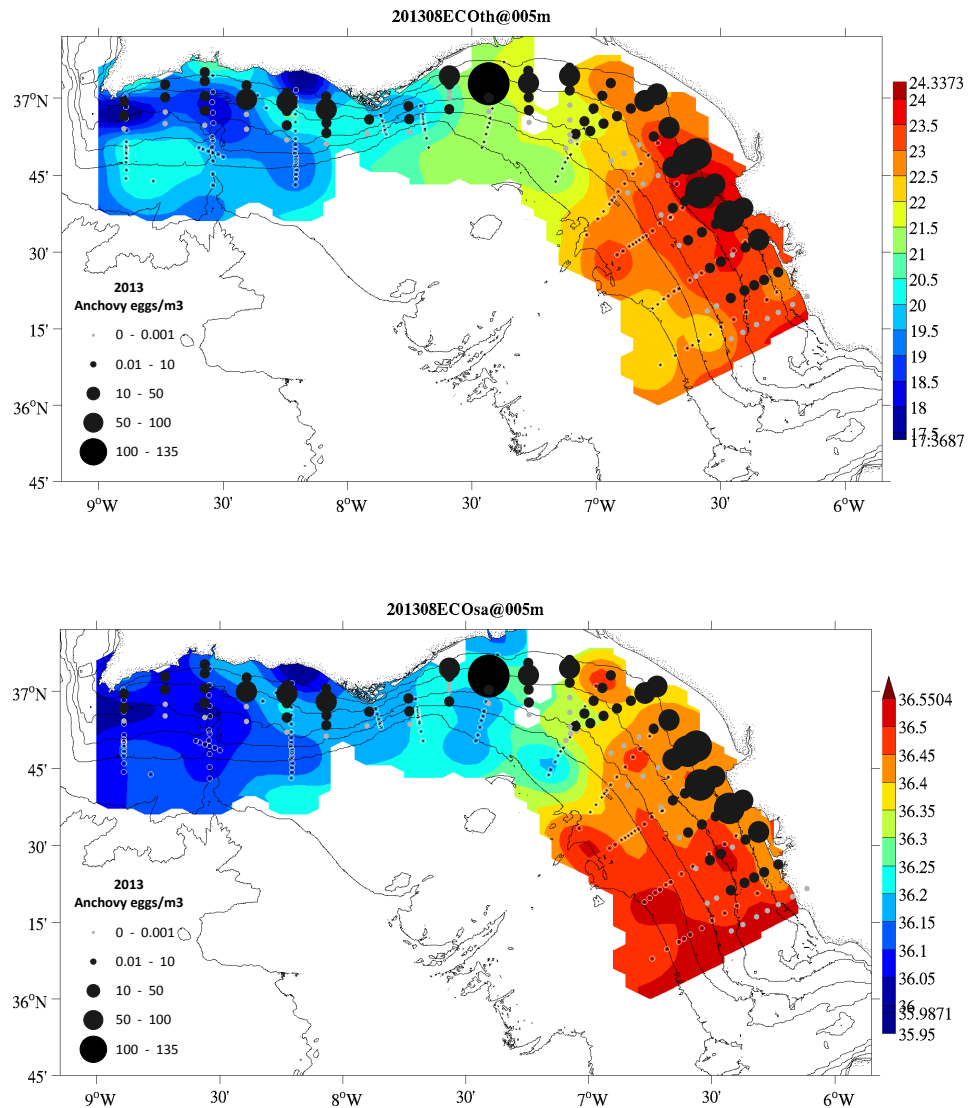 201308ECOth@005m
37°N
45'
30'
15'
36°N
45'
9°W
30'
8°W
30'
7°W
30'
6°W
2013
Anchovy eggs/m3
0 - 0.001
0.01 - 10
10 - 50
50 - 100
100 - 135
24.3373
24
23.5
23
22.5
22
21.5
21
20.5
20
19.5
19
18.5
18
17.5
201308ECOsa@005m
37°N
45'
30'
15'
36°N
45'
9°W
30'
8°W
30'
7°W
30'
6°W
2013
Anchovy eggs/m3
0 - 0.001
0.01 - 10
10 - 50
50 - 100
100 - 135
36.5504
36.5
36.45
36.4
36.35
36.3
36.25
36.2
36.15
36.1
36.05
36
35.9871
35.95